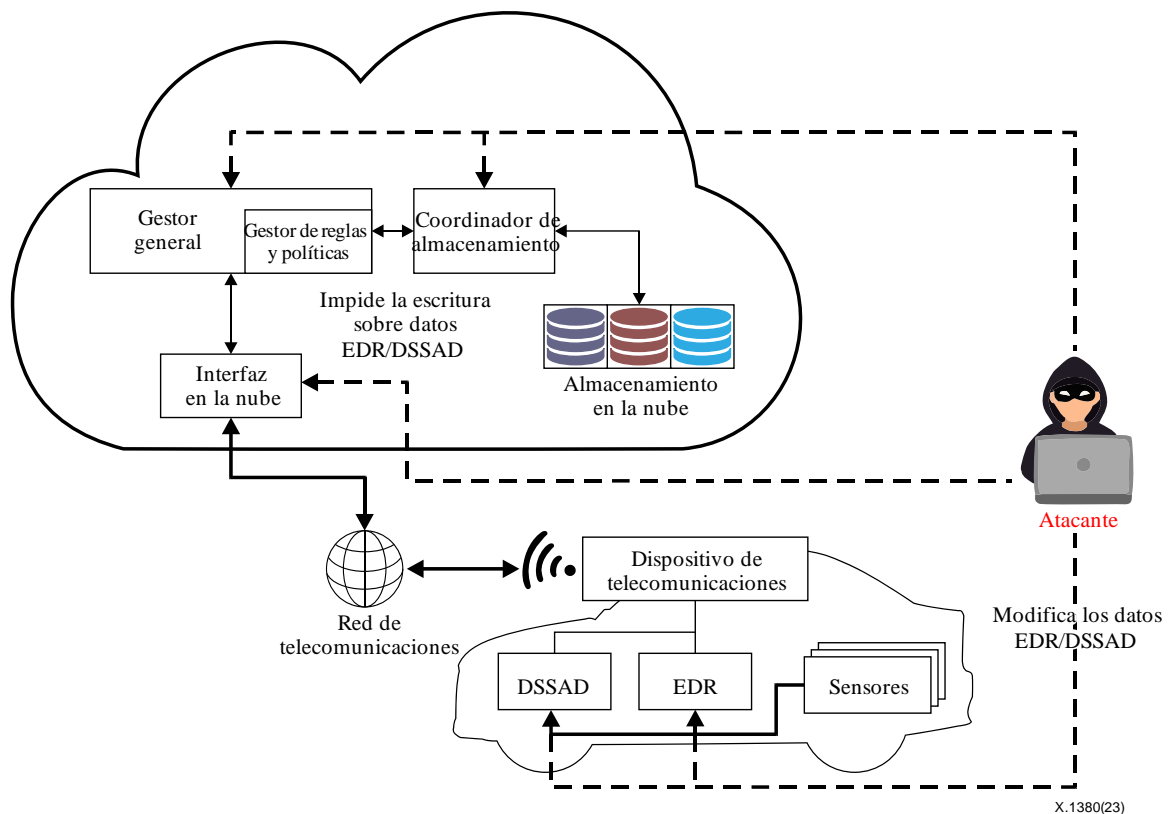 Gestor
general
Gestor de reglas
y políticas
Coordinador de
almacenamiento
Impide la escritura
sobre datos
EDR/DSSAD
Interfaz
en la nube
Almacenamiento
en la nube
Atacante
Dispositivo de
telecomunicaciones
Red de
telecomunicaciones
Modifica los datos
EDR/DSSAD
DSSAD
EDR
Sensores
X.1380(23)